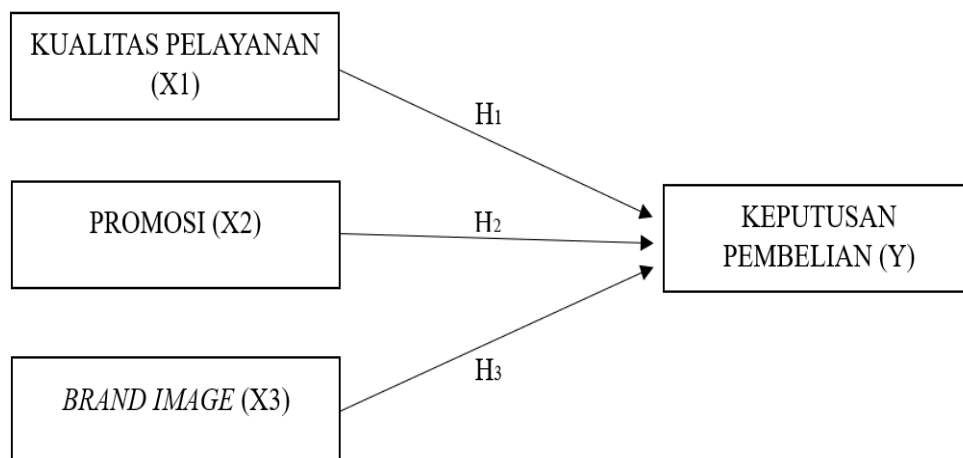 KUALITAS PELAYANAN
(X1)
H1
PROMOSI (X2)
H2
KEPUTUSAN
PEMBELIAN (Y)
H3
BRAND IMAGE (X3)